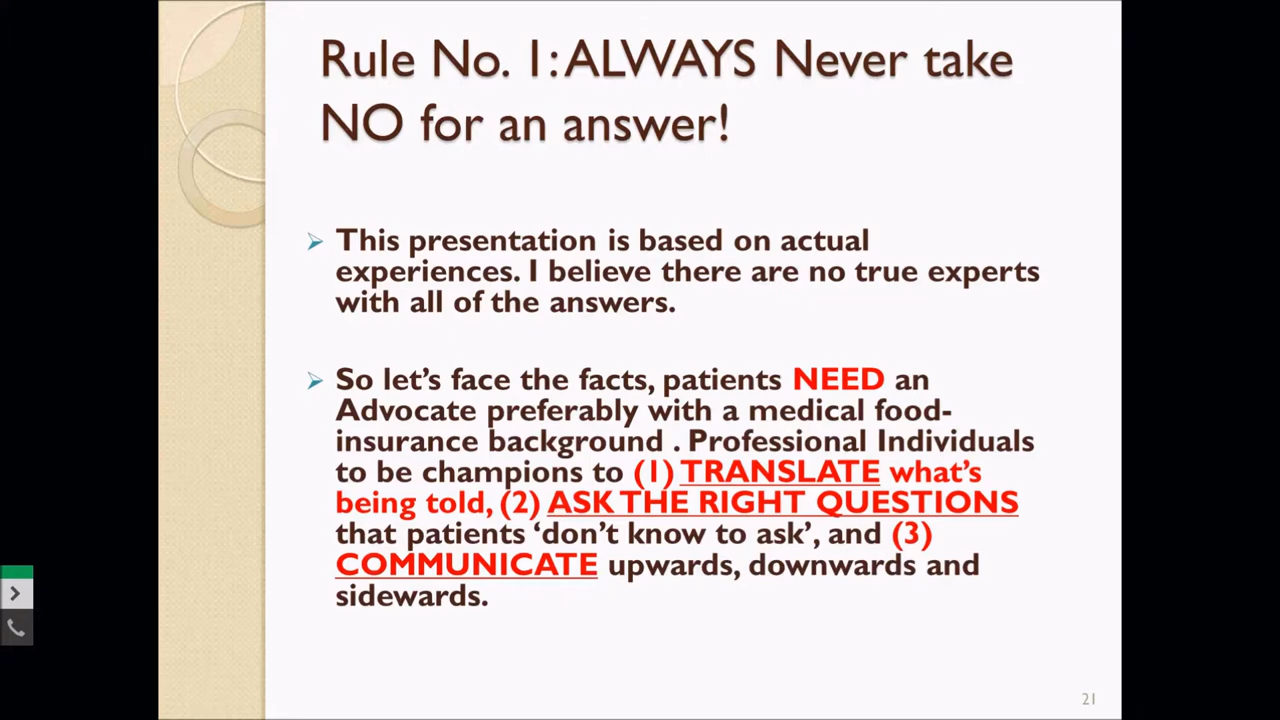 Rule No. 1: ALWAYS Never take
NO for an answer!
This presentation is based on actual
experiences. I believe there are no true experts
with all of the answers.
So let’s face the facts, patients NEED an
Advocate preferably with a medical food-
insurance background . Professional Individuals
to be champions to (1) TRANSLATE what’s
being told, (2) ASK THE RIGHT QUESTIONS
that patients ‘don’t know to ask’, and (3)
COMMUNICATE upwards, downwards and
sidewards.
21